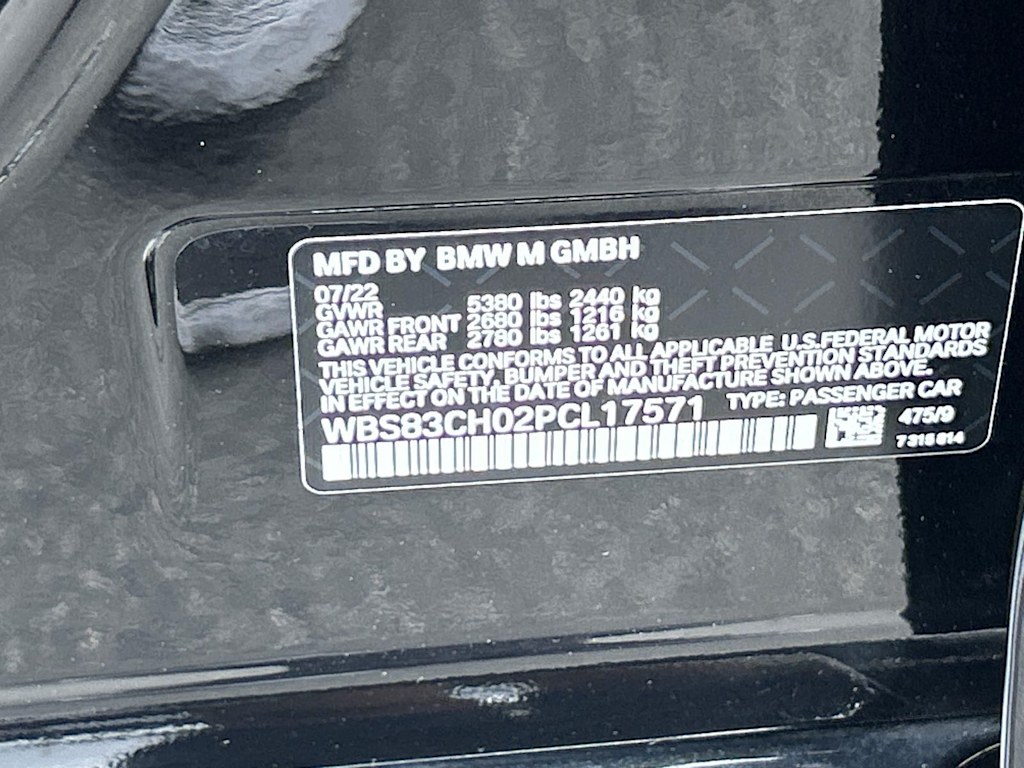 MFD BY BMW M GMBH
07/22
GVWR 5380 lbs 2440 kg
GAWR FRONT 2680 lbs 1216 kg
GAWR REAR 2780 lbs 1261 kg
THIS VEHICLE CONFORMS TO ALL APPLICABLE U.S.FEDERAL MOTOR
VEHICLE SAFETY, BUMPER AND THEFT PREVENTION STANDARDS
IN EFFECT ON THE DATE OF MANUFACTURE SHOWN ABOVE.
WBS83CH02PCL17571 TYPE: PASSENGER CAR
475/9